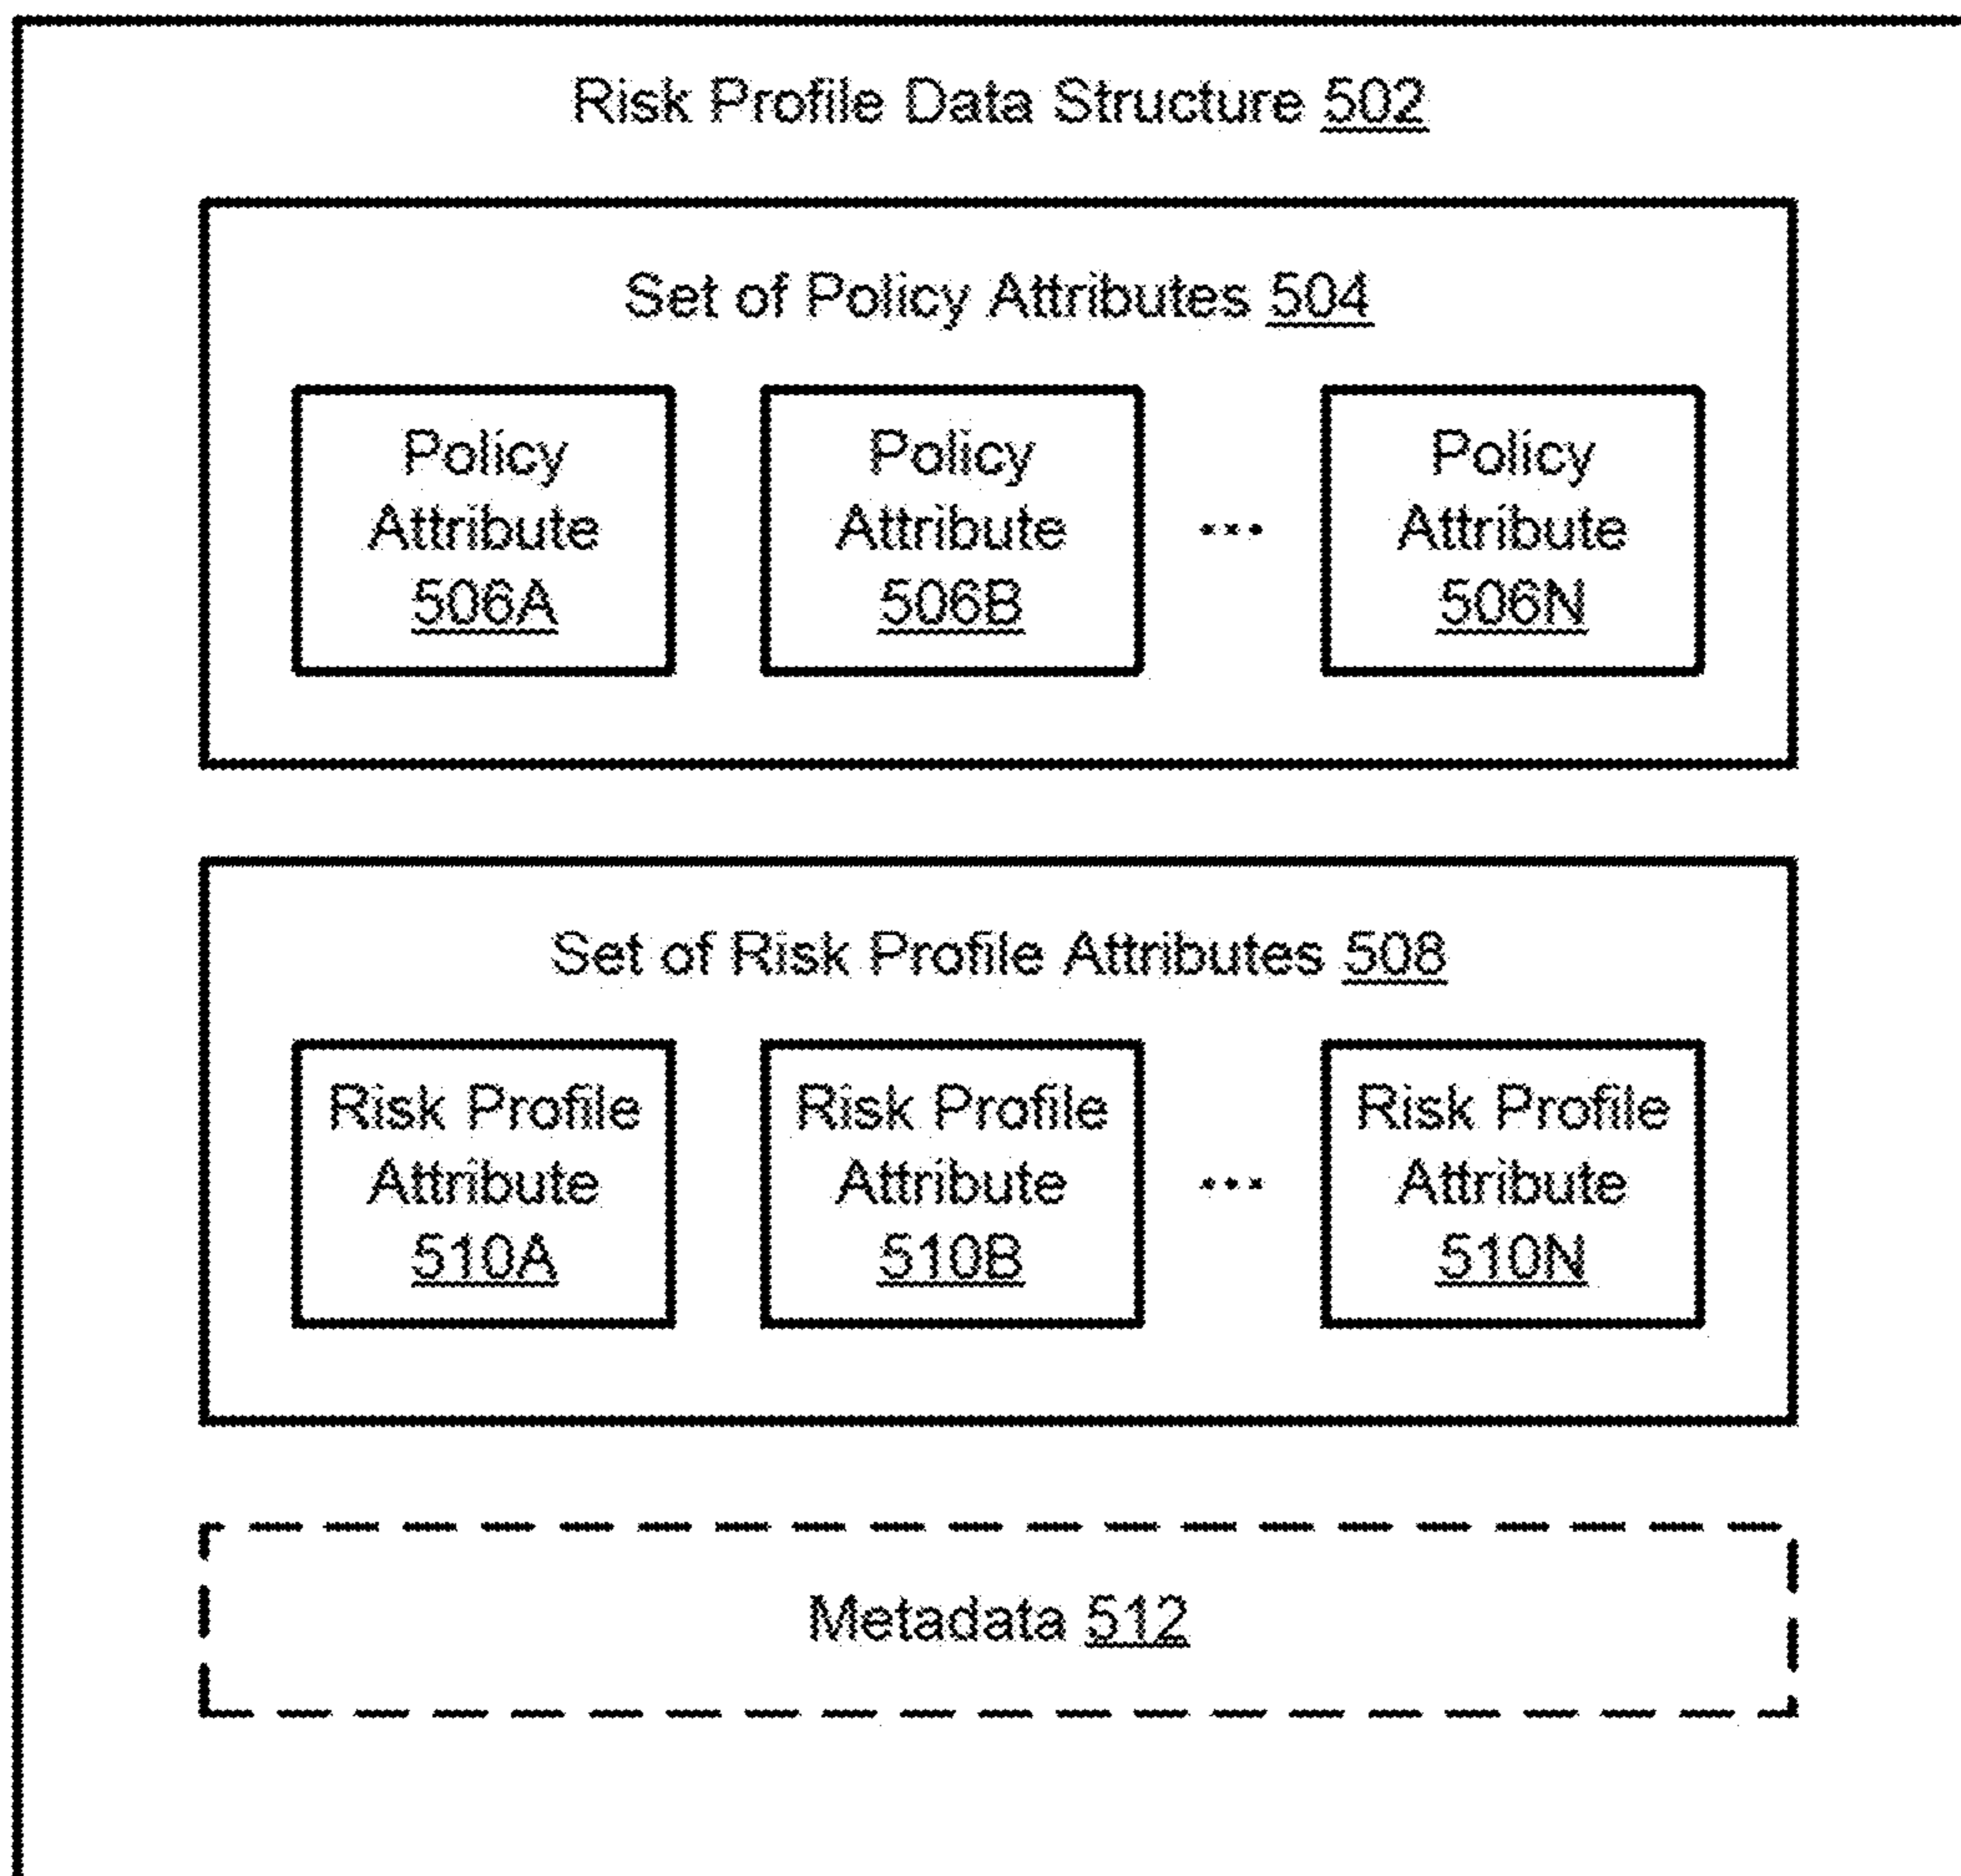 Risk Profile Data Structure 502
Set of Policy Attributes 504
Policy
Attribute
506A
Policy
Attribute
506B
...
Policy
Attribute
506N
Set of Risk Profile Attributes 508
Risk Profile
Attribute
510A
Risk Profile
Attribute
510B
...
Risk Profile
Attribute
510N
Metadata 512